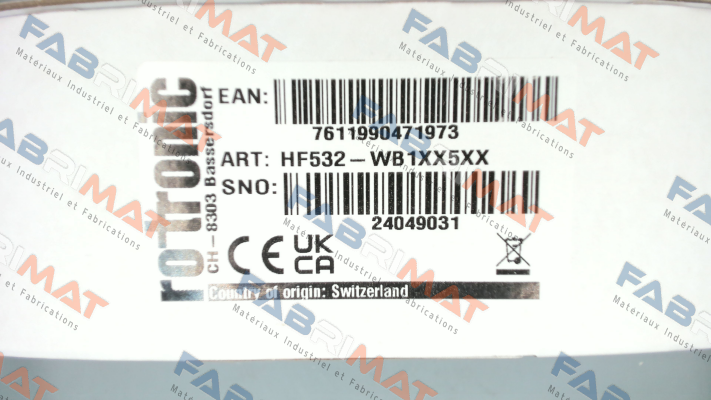 rotronic
CH-8303 Bassersdorf
EAN:
7611990471973
ART: HF532-WB1XX5XX
SNO:
24049031
CE UK
CA
Country of origin: Switzerland
FABRIMAT
Matériaux Industriel et Fabrications